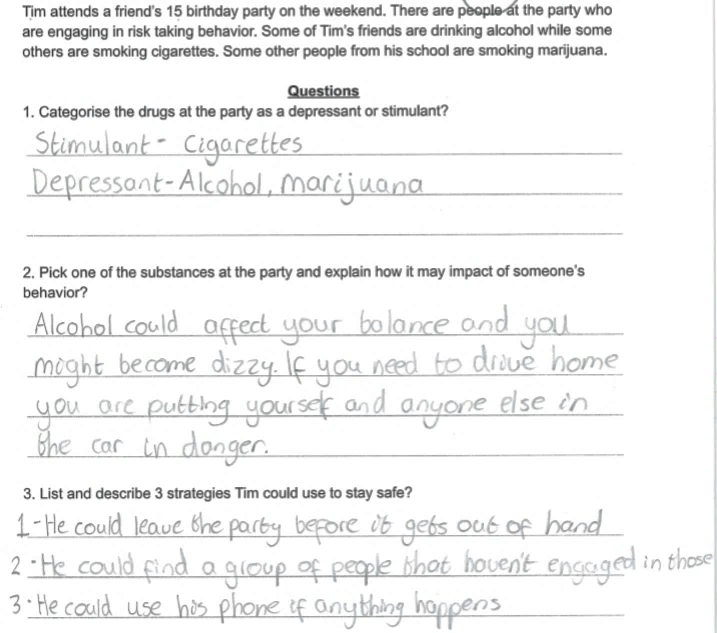 Tim attends a friend's 15 birthday party on the weekend. There are people at the party who
are engaging in risk taking behavior. Some of Tim's friends are drinking alcohol while some
others are smoking cigarettes. Some other people from his school are smoking marijuana.
Questions
1. Categorise the drugs at the party as a depressant or stimulant?
Stimulant - Cigarettes
Depressant - Alcohol, marijuana
2. Pick one of the substances at the party and explain how it may impact of someone's
behavior?
Alcohol could affect your balance and you
might become dizzy. If you need to drive home
you are putting yourself and anyone else in
the car in danger.
3. List and describe 3 strategies Tim could use to stay safe?
1 - He could leave the party before it gets out of hand
2 - He could find a group of people that haven't engaged in those
3 - He could use his phone if anything happens